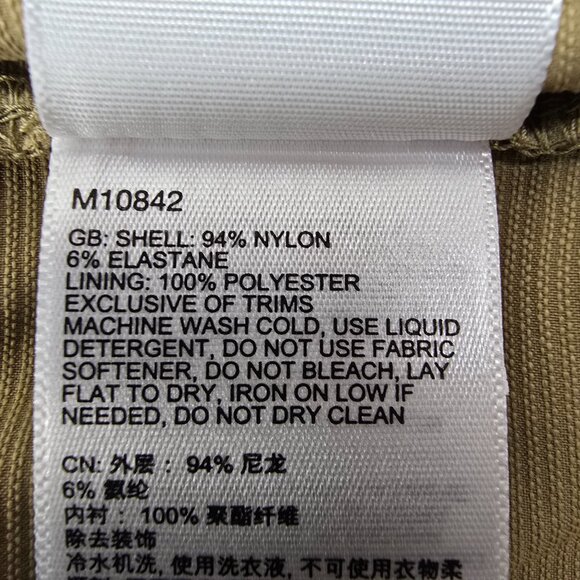 M10842
GB: SHELL: 94% NYLON
6% ELASTANE
LINING: 100% POLYESTER
EXCLUSIVE OF TRIMS
MACHINE WASH COLD, USE LIQUID
DETERGENT, DO NOT USE FABRIC
SOFTENER, DO NOT BLEACH, LAY
FLAT TO DRY, IRON ON LOW IF
NEEDED, DO NOT DRY CLEAN
CN: 外层： 94% 尼龙
6% 氨纶
内衬： 100% 聚酯纤维
除去装饰
冷水机洗, 使用洗衣液, 不可使用衣物柔